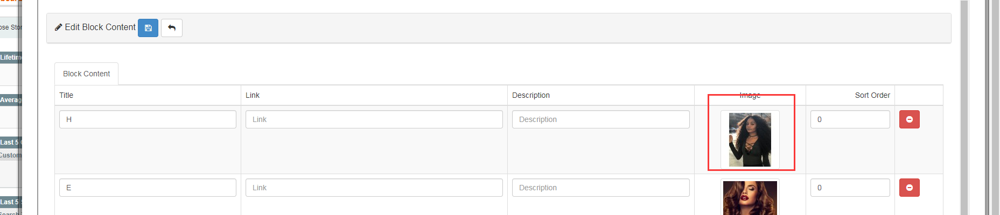 ose Stor
Edit Block Content
Lifetim
Block Content
Title Link Description Image Sort Order
Averag
H Link Description 0
Last 5
Custom
E Link Description 0
Last 5
Search